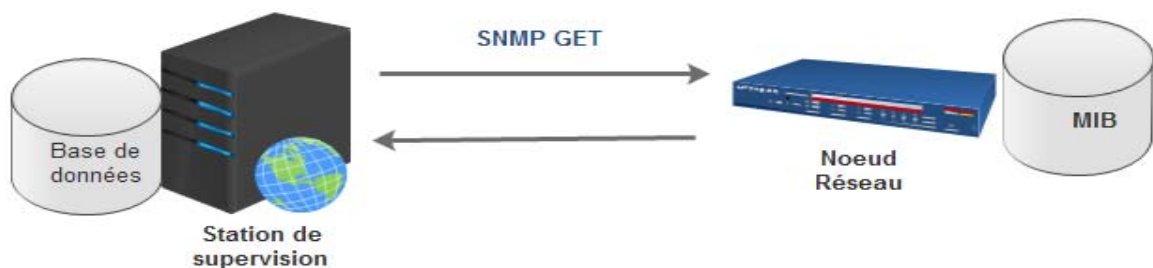 SNMP GET
Base de
données
Station de
supervision
Noeud
Réseau
MIB